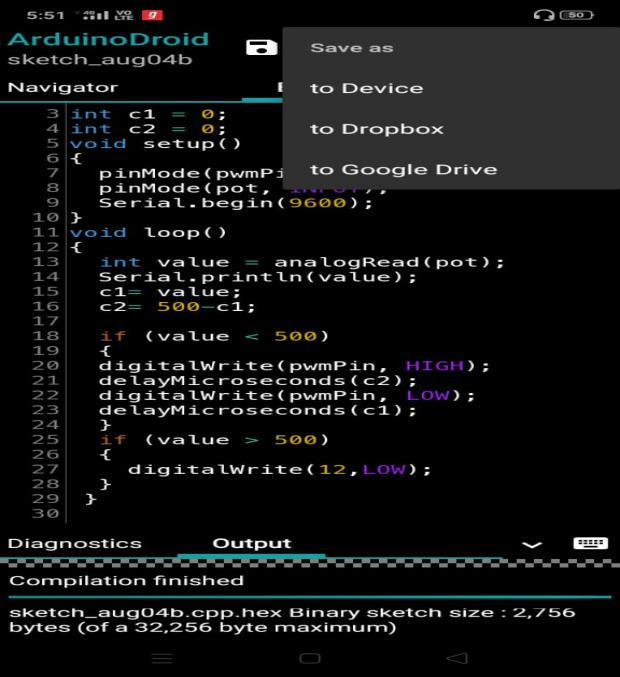 5:51 4G VO LTE g 50
ArduinoDroid
sketch_aug04b
Save as
to Device
to Dropbox
to Google Drive
Navigator E
3 int c1 = 0;
4 int c2 = 0;
5 void setup()
6 {
7 pinMode(pwmPi
8 pinMode(pot, INPUT);
9 Serial.begin(9600);
10 }
11 void loop()
12 {
13 int value = analogRead(pot);
14 Serial.println(value);
15 c1= value;
16 c2= 500-c1;
17
18 if (value < 500)
19 {
20 digitalWrite(pwmPin, HIGH);
21 delayMicroseconds(c2);
22 digitalWrite(pwmPin, LOW);
23 delayMicroseconds(c1);
24 }
25 if (value > 500)
26 {
27 digitalWrite(12,LOW);
28 }
29 }
30
Diagnostics Output
Compilation finished
sketch_aug04b.cpp.hex Binary sketch size : 2,756
bytes (of a 32,256 byte maximum)